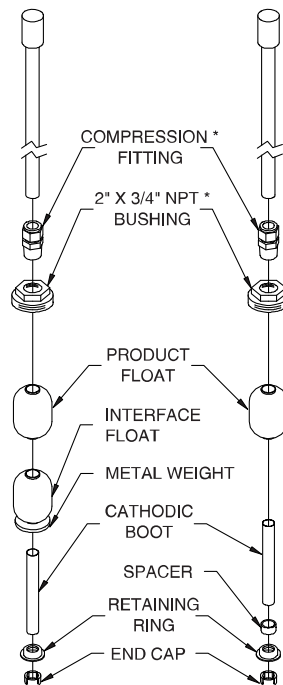 COMPRESSION *
FITTING
2" X 3/4" NPT *
BUSHING
PRODUCT
FLOAT
INTERFACE
FLOAT
METAL WEIGHT
CATHODIC
BOOT
SPACER
RETAINING
RING
END CAP